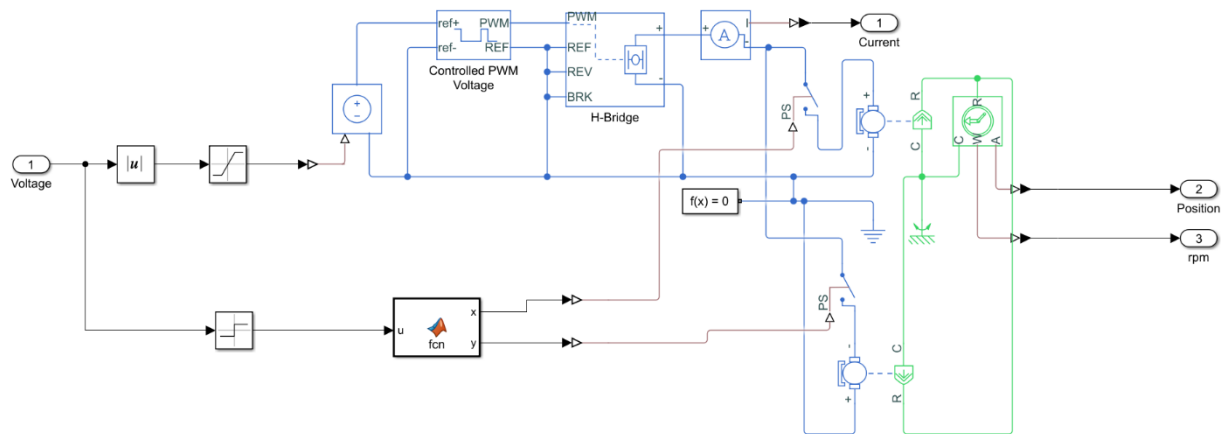 ref+
PWM
ref-
REF
Controlled PWM
Voltage
PWM
REF
REV
BRK
+
-
H-Bridge
+
A
I
-
1
Current
PS
+
-
R
C
R
C
W
A
+
−
1
Voltage
|u|
f(x) = 0
2
Position
3
rpm
u
fcn
x
y
PS
-
+
C
R